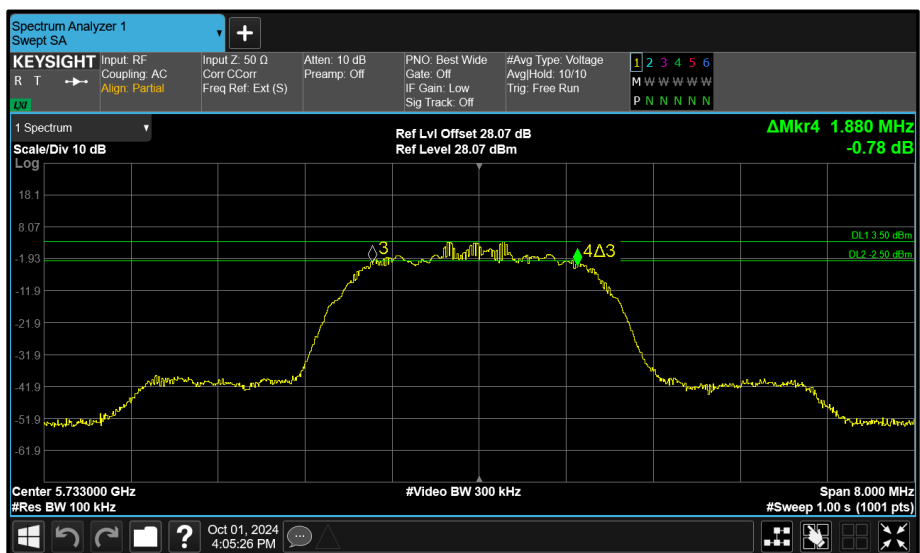 Spectrum Analyzer 1
Swept SA
+
KEYSIGHT
R T
LXI
Input: RF
Coupling: AC
Align: Partial
Input Z: 50 Ω
Corr CCorr
Freq Ref: Ext (S)
Atten: 10 dB
Preamp: Off
PNO: Best Wide
Gate: Off
IF Gain: Low
Sig Track: Off
#Avg Type: Voltage
Avg|Hold: 10/10
Trig: Free Run
1 2 3 4 5 6
M W W W W W
P N N N N N
1 Spectrum
Scale/Div 10 dB
Log
Ref Lvl Offset 28.07 dB
Ref Level 28.07 dBm
ΔMkr4 1.880 MHz
-0.78 dB
18.1
8.07
-1.93
-11.9
-21.9
-31.9
-41.9
-51.9
-61.9
3
4Δ3
DL1 3.50 dBm
DL2 -2.50 dBm
Center 5.733000 GHz
#Res BW 100 kHz
#Video BW 300 kHz
Span 8.000 MHz
#Sweep 1.00 s (1001 pts)
?
Oct 01, 2024
4:05:26 PM